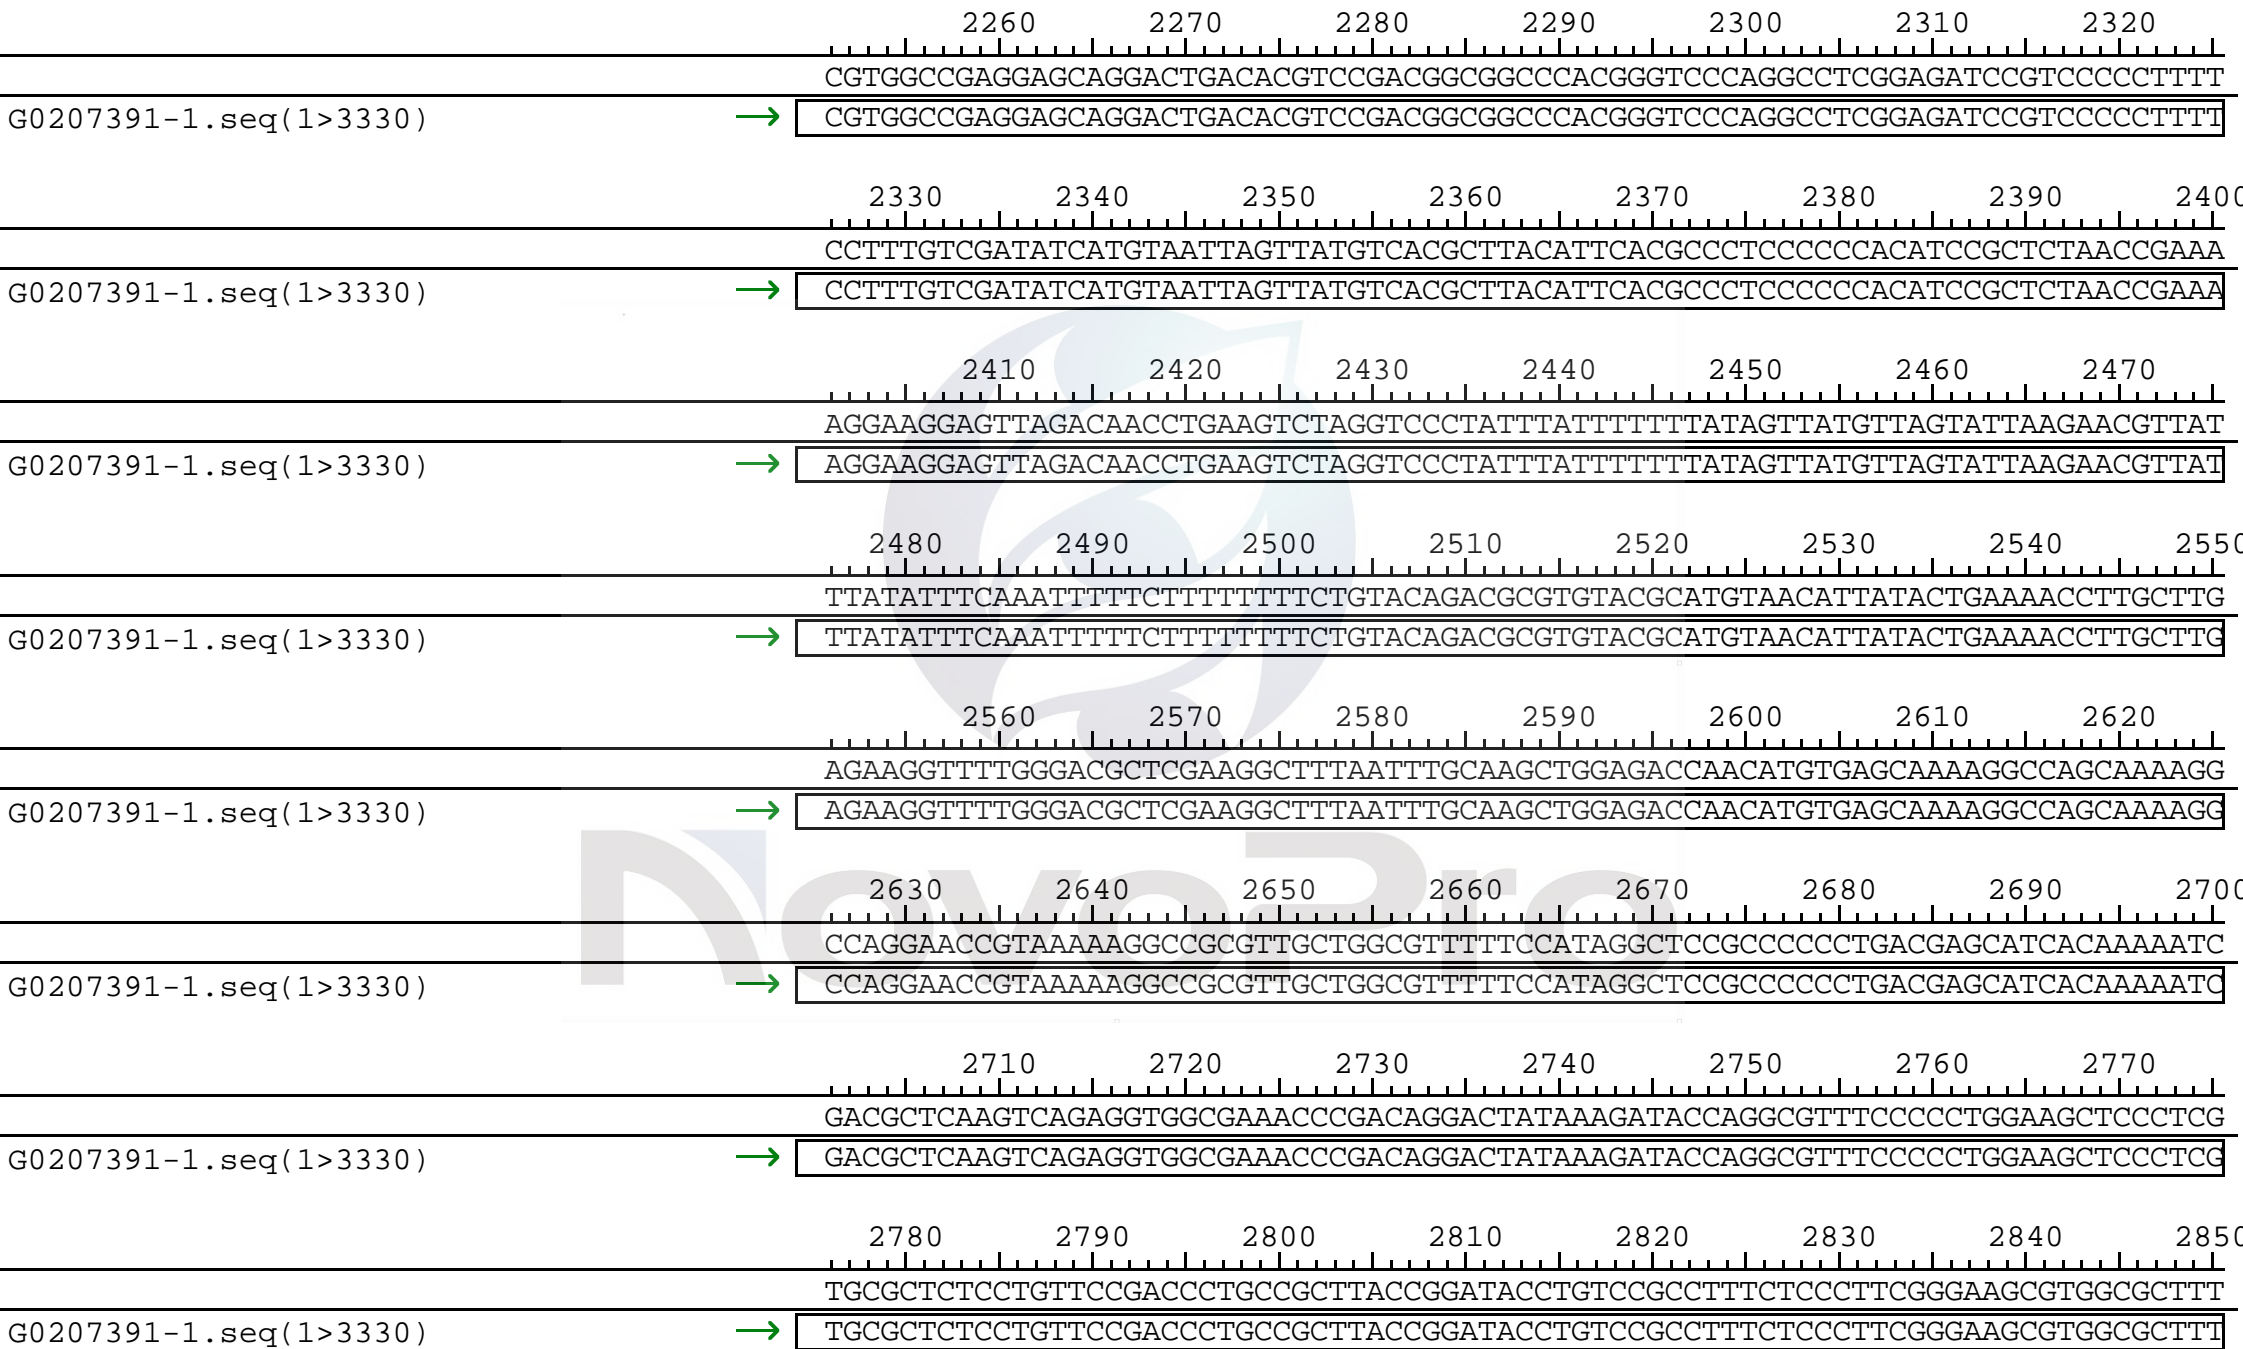 2260 2270 2280 2290 2300 2310 2320
CGTGGCCGAGGAGCAGGACTGACACGTCCGACGGCGGCCCACGGGTCCCAGGCCTCGGAGATCCGTCCCCCTTTT
G0207391-1.seq(1>3330) → CGTGGCCGAGGAGCAGGACTGACACGTCCGACGGCGGCCCACGGGTCCCAGGCCTCGGAGATCCGTCCCCCTTTT
2330 2340 2350 2360 2370 2380 2390 2400
CCTTTGTCGATATCATGTAATTAGTTATGTCACGCTTACATTCACGCCCTCCCCCCACATCCGCTCTAACCGAAA
G0207391-1.seq(1>3330) → CCTTTGTCGATATCATGTAATTAGTTATGTCACGCTTACATTCACGCCCTCCCCCCACATCCGCTCTAACCGAAA
2410 2420 2430 2440 2450 2460 2470
AGGAAGGAGTTAGACAACCTGAAGTCTAGGTCCCTATTTATTTTTTTATAGTTATGTTAGTATTAAGAACGTTAT
G0207391-1.seq(1>3330) → AGGAAGGAGTTAGACAACCTGAAGTCTAGGTCCCTATTTATTTTTTTATAGTTATGTTAGTATTAAGAACGTTAT
2480 2490 2500 2510 2520 2530 2540 2550
TTATATTTCAAATTTTTCTTTTTTTTCTGTACAGACGCGTGTACGCATGTAACATTATACTGAAAACCTTGCTTG
G0207391-1.seq(1>3330) → TTATATTTCAAATTTTTCTTTTTTTTCTGTACAGACGCGTGTACGCATGTAACATTATACTGAAAACCTTGCTTG
2560 2570 2580 2590 2600 2610 2620
AGAAGGTTTTGGGACGCTCGAAGGCTTTAATTTGCAAGCTGGAGACCAACATGTGAGCAAAAGGCCAGCAAAAGG
G0207391-1.seq(1>3330) → AGAAGGTTTTGGGACGCTCGAAGGCTTTAATTTGCAAGCTGGAGACCAACATGTGAGCAAAAGGCCAGCAAAAGG
NovoPro
2630 2640 2650 2660 2670 2680 2690 2700
CCAGGAACCGTAAAAAGGCCGCGTTGCTGGCGTTTTTCCATAGGCTCCGCCCCCCTGACGAGCATCACAAAAATC
G0207391-1.seq(1>3330) → CCAGGAACCGTAAAAAGGCCGCGTTGCTGGCGTTTTTCCATAGGCTCCGCCCCCCTGACGAGCATCACAAAAATC
2710 2720 2730 2740 2750 2760 2770
GACGCTCAAGTCAGAGGTGGCGAAACCCGACAGGACTATAAAGATACCAGGCGTTTCCCCCTGGAAGCTCCCTCG
G0207391-1.seq(1>3330) → GACGCTCAAGTCAGAGGTGGCGAAACCCGACAGGACTATAAAGATACCAGGCGTTTCCCCCTGGAAGCTCCCTCG
2780 2790 2800 2810 2820 2830 2840 2850
TGCGCTCTCCTGTTCCGACCCTGCCGCTTACCGGATACCTGTCCGCCTTTCTCCCTTCGGGAAGCGTGGCGCTTT
G0207391-1.seq(1>3330) → TGCGCTCTCCTGTTCCGACCCTGCCGCTTACCGGATACCTGTCCGCCTTTCTCCCTTCGGGAAGCGTGGCGCTTT